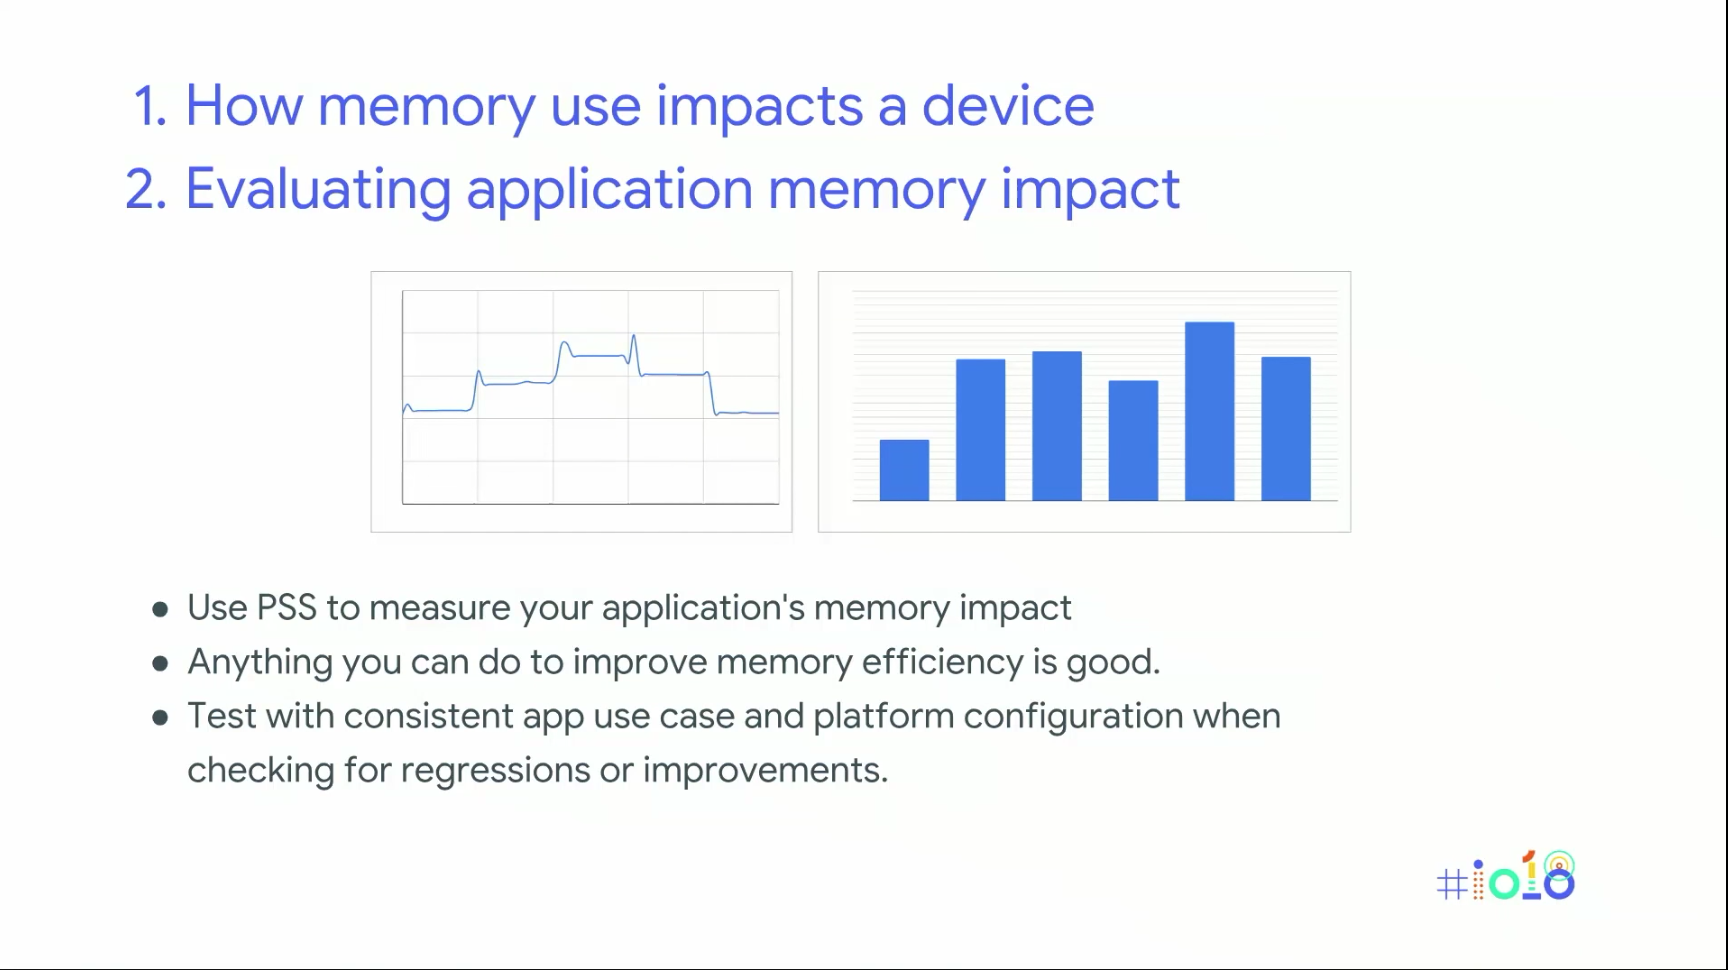 1. How memory use impacts a device
2. Evaluating application memory impact
● Use PSS to measure your application's memory impact
● Anything you can do to improve memory efficiency is good.
● Test with consistent app use case and platform configuration when
checking for regressions or improvements.
#io18